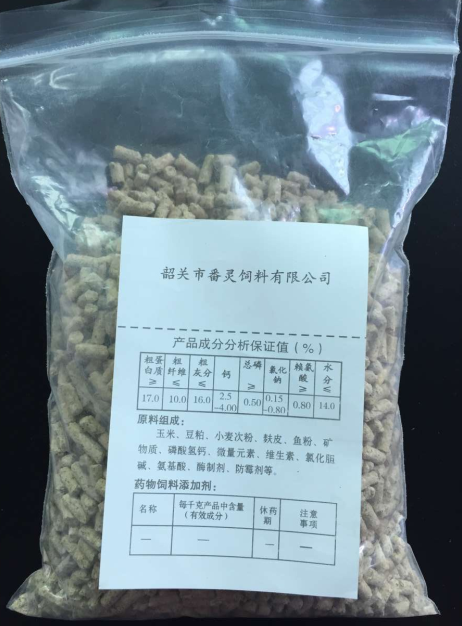 韶关市番灵饲料有限公司
产品成分分析保证值（%）
粗蛋白质≥ 粗纤维≤ 粗灰分≤ 钙 总磷≥ 氯化钠 赖氨酸≥ 水分≤
17.0 10.0 16.0 2.5-4.00 0.50 0.15-0.80 0.80 14.0
原料组成：
玉米、豆粕、小麦次粉、麸皮、鱼粉、矿
物质、磷酸氢钙、微量元素、维生素、氯化胆
碱、氨基酸、酶制剂、防霉剂等。
药物饲料添加剂：
名称 每千克产品中含量（有效成分） 休药期 注意事项
— — — —